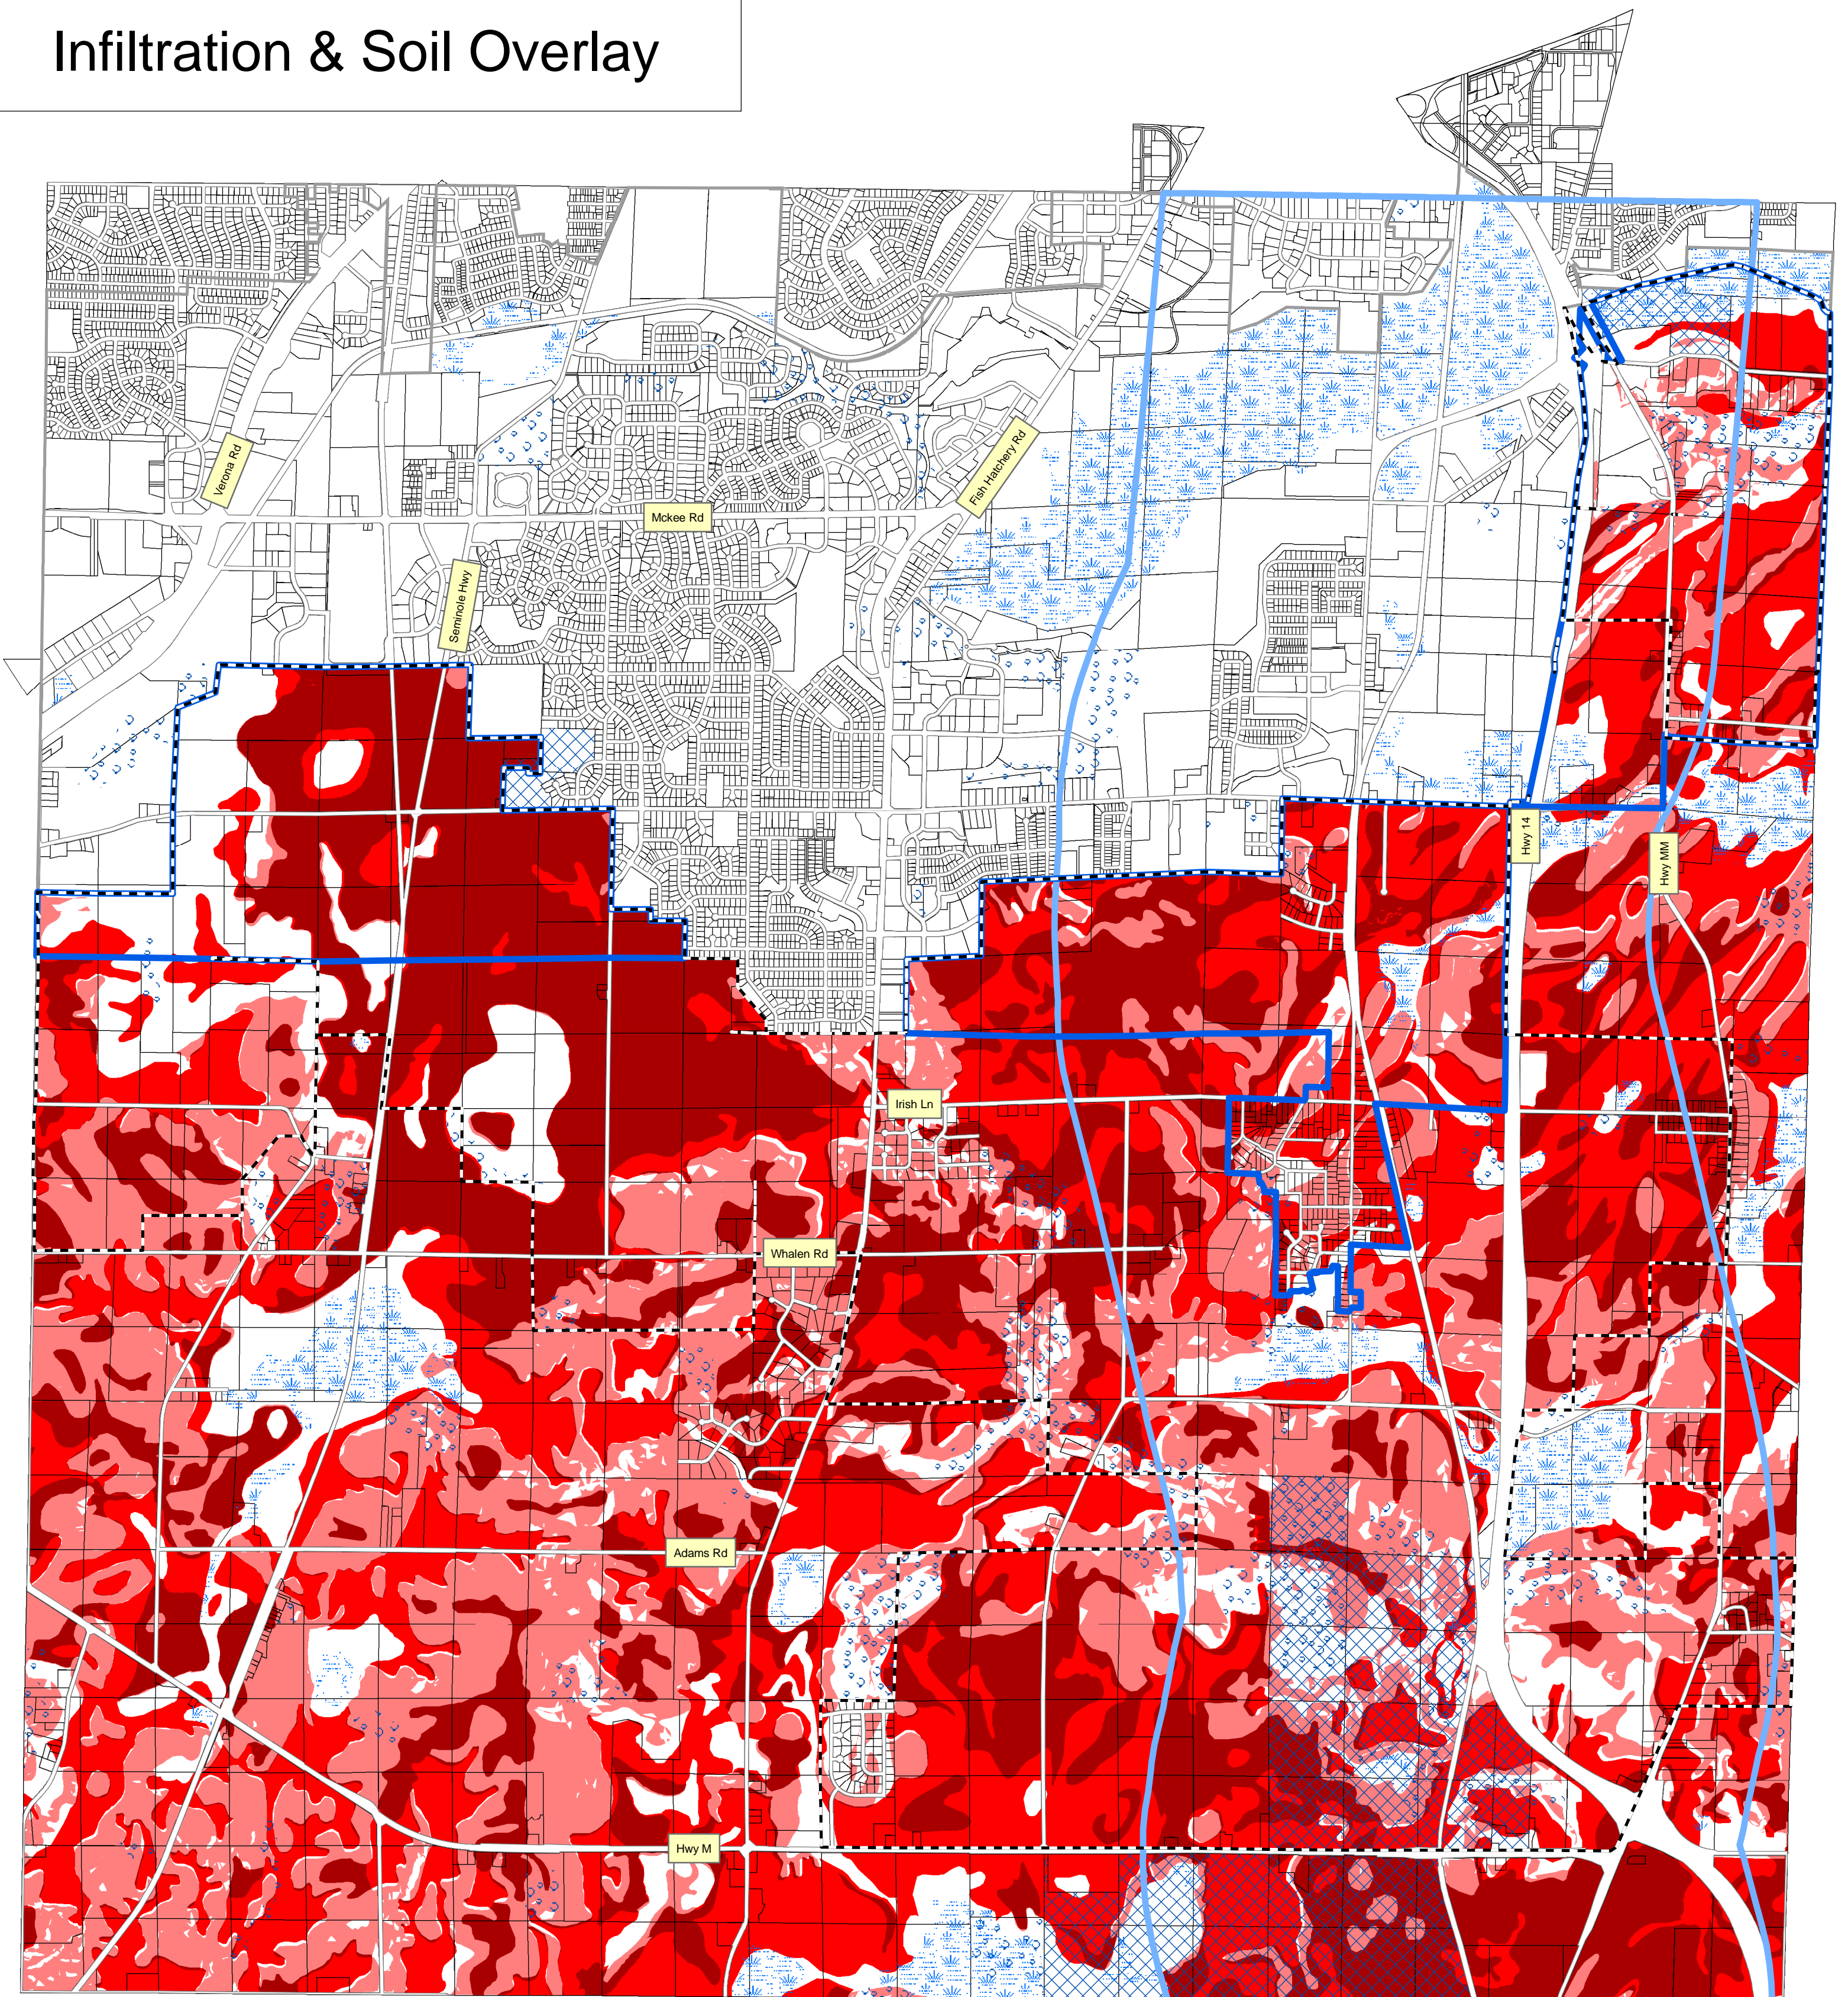 Infiltration & Soil Overlay
Verona Rd
Fish Hatchery Rd
Mckee Rd
Seminole Hwy
Hwy 14
Hwy MM
Irish Ln
Whalen Rd
Adams Rd
Hwy M